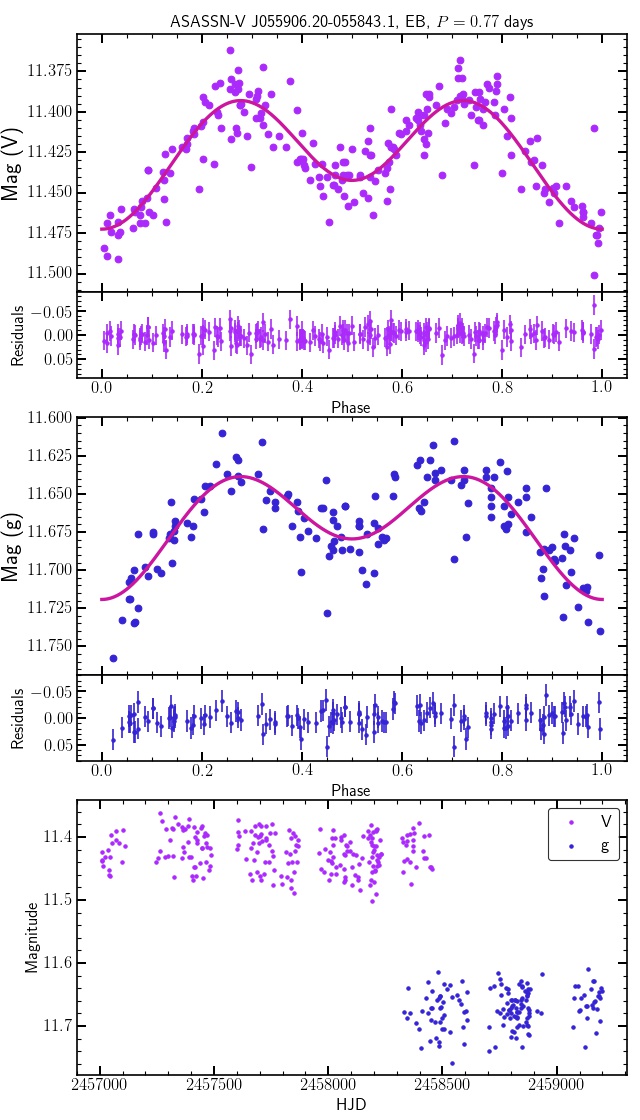 ASASSN-V J055906.20-055843.1, EB, P = 0.77 days
11.375
11.400
11.425
11.450
11.475
11.500
Mag (V)
−0.05
0.00
0.05
Residuals
0.0 0.2 0.4 0.6 0.8 1.0
Phase
11.600
11.625
11.650
11.675
11.700
11.725
11.750
Mag (g)
−0.05
0.00
0.05
Residuals
0.0 0.2 0.4 0.6 0.8 1.0
Phase
11.4
11.5
11.6
11.7
Magnitude
V
g
2457000 2457500 2458000 2458500 2459000
HJD